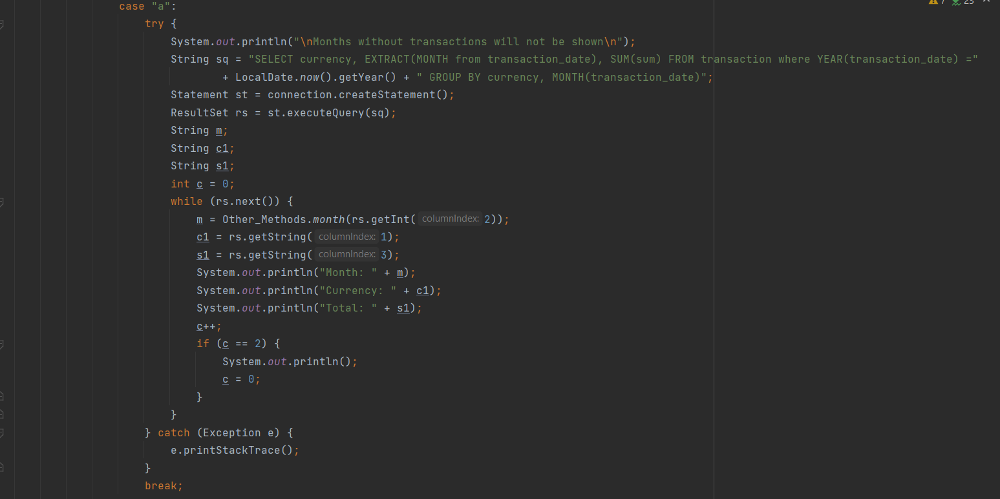 case "a":
7 23
try {
System.out.println("\nMonths without transactions will not be shown\n");
String sq = "SELECT currency, EXTRACT(MONTH from transaction_date), SUM(sum) FROM transaction where YEAR(transaction_date) ="
+ LocalDate.now().getYear() + " GROUP BY currency, MONTH(transaction_date)";
Statement st = connection.createStatement();
ResultSet rs = st.executeQuery(sq);
String m;
String c1;
String s1;
int c = 0;
while (rs.next()) {
m = Other_Methods.month(rs.getInt( columnIndex: 2));
c1 = rs.getString( columnIndex: 1);
s1 = rs.getString( columnIndex: 3);
System.out.println("Month: " + m);
System.out.println("Currency: " + c1);
System.out.println("Total: " + s1);
c++;
if (c == 2) {
System.out.println();
c = 0;
}
}
} catch (Exception e) {
e.printStackTrace();
}
break;